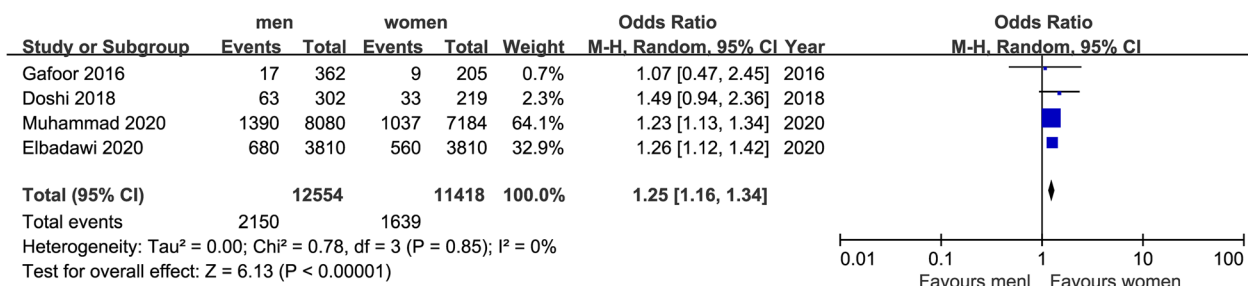 men women Odds Ratio Odds Ratio
Study or Subgroup Events Total Events Total Weight M-H, Random, 95% CI Year M-H, Random, 95% CI
Gafoor 2016 17 362 9 205 0.7% 1.07 [0.47, 2.45] 2016
Doshi 2018 63 302 33 219 2.3% 1.49 [0.94, 2.36] 2018
Muhammad 2020 1390 8080 1037 7184 64.1% 1.23 [1.13, 1.34] 2020
Elbadawi 2020 680 3810 560 3810 32.9% 1.26 [1.12, 1.42] 2020
Total (95% CI) 12554 11418 100.0% 1.25 [1.16, 1.34]
Total events 2150 1639
Heterogeneity: Tau² = 0.00; Chi² = 0.78, df = 3 (P = 0.85); I² = 0%
Test for overall effect: Z = 6.13 (P < 0.00001)
0.01 0.1 1 10 100
Favours menl Favours women